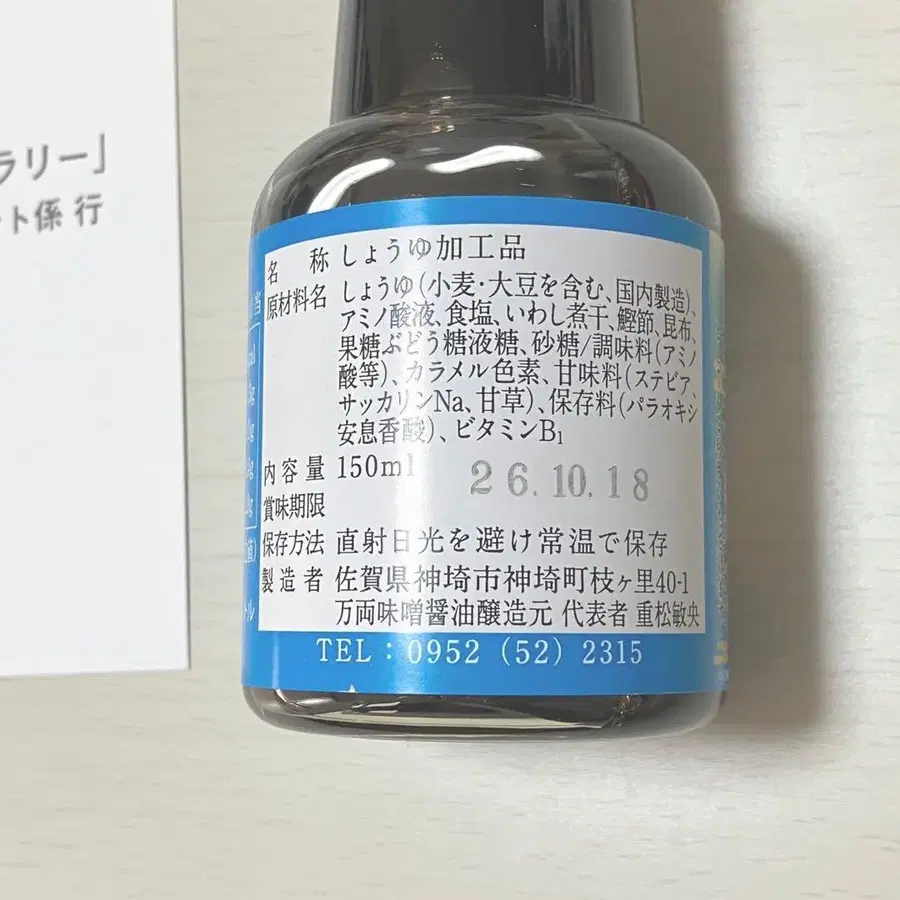 ラリー」
ート係 行
名 称 しょうゆ加工品
原材料名 しょうゆ(小麦・大豆を含む、国内製造)、
アミノ酸液、食塩、いわし煮干、鰹節、昆布、
果糖ぶどう糖液糖、砂糖/調味料(アミノ
酸等)、カラメル色素、甘味料(ステビア、
サッカリンNa、甘草)、保存料(パラオキシ
安息香酸)、ビタミンB₁
内容量 150ml
賞味期限 26.10.18
保存方法 直射日光を避け常温で保存
製造者 佐賀県神埼市神埼町枝ヶ里40-1
万両味噌醤油醸造元 代表者 重松敏央
TEL：0952 (52) 2315